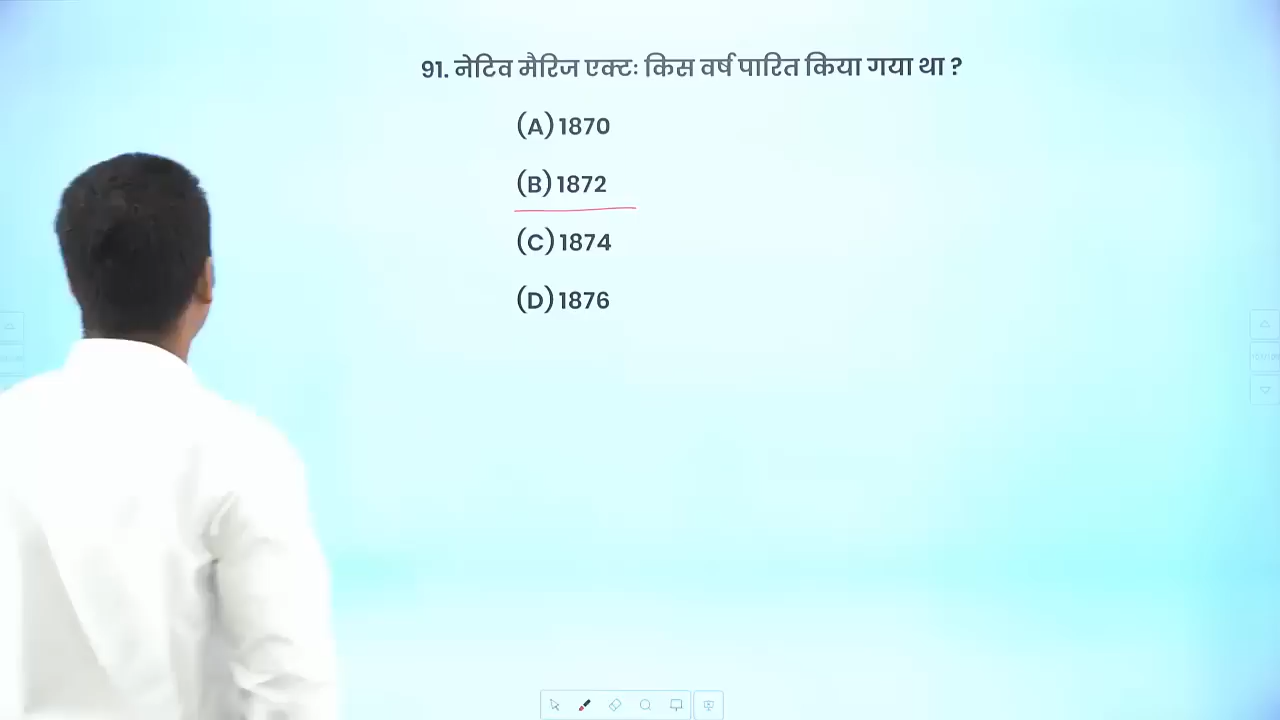 91. नेटिव मैरिज एक्टः किस वर्ष पारित किया गया था ?
(A) 1870
(B) 1872
(C) 1874
(D) 1876